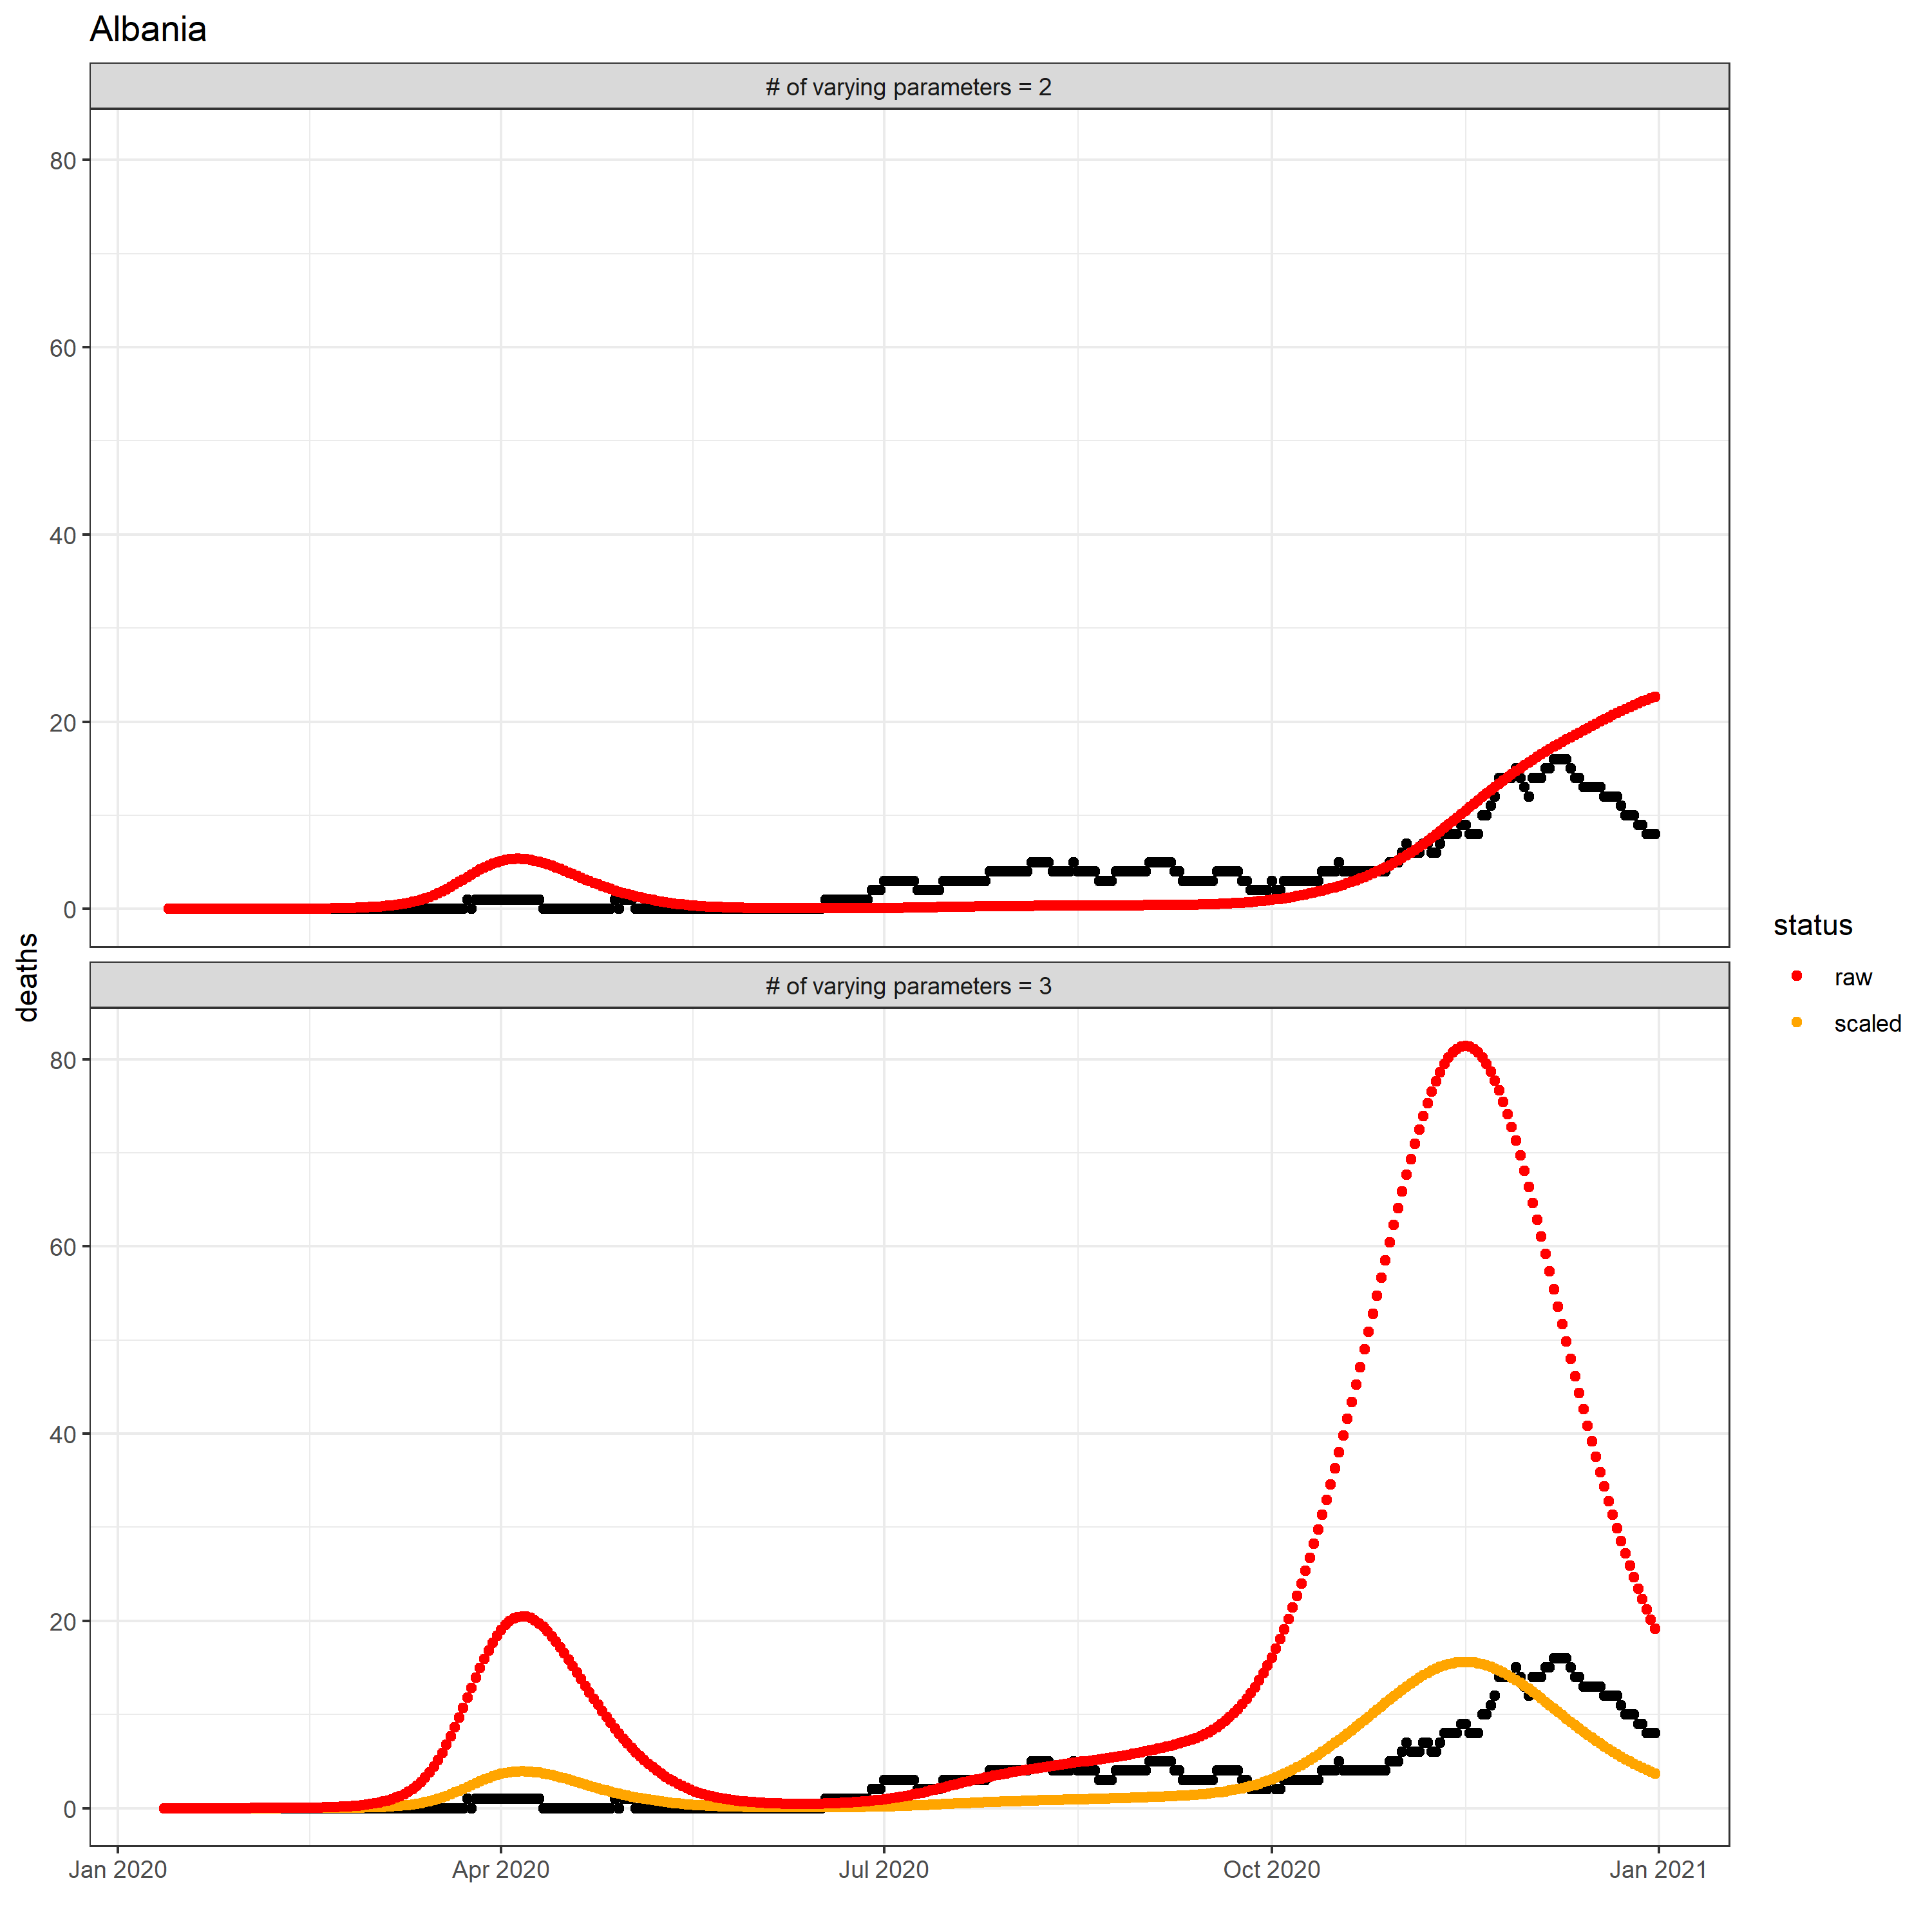 Albania
# of varying parameters = 2
80
60
40
20
0
deaths
# of varying parameters = 3
80
60
40
20
0
Jan 2020
Apr 2020
Jul 2020
Oct 2020
Jan 2021
status
raw
scaled